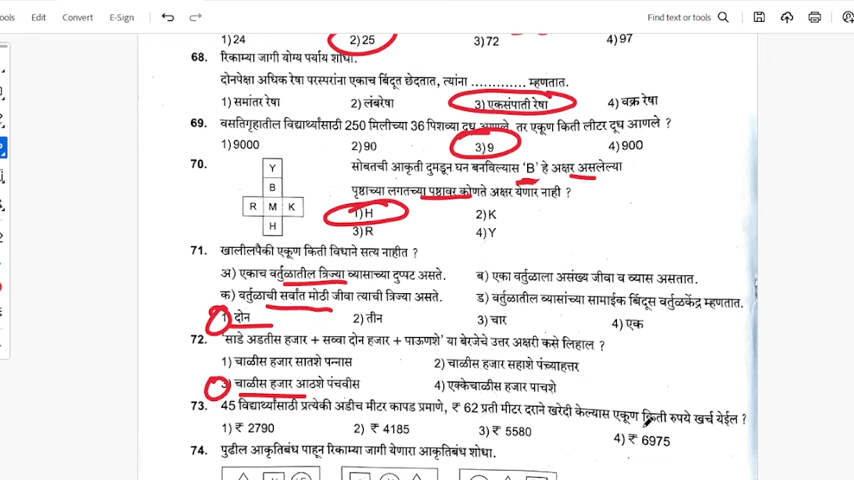 ools Edit Convert E-Sign Find text or tools
1) 24 2) 25 3) 72 4) 97
68. रिकाम्या जागी योग्य पर्याय शोधा.
दोनपेक्षा अधिक रेषा परस्परांना एकाच बिंदूत छेदतात, त्यांना ............. म्हणतात.
1) समांतर रेषा 2) लंबरेषा 3) एकसंपाती रेषा 4) वक्र रेषा
69. वसतिगृहातील विद्यार्थ्यांसाठी 250 मिलीच्या 36 पिशव्या दूध आणले, तर एकूण किती लीटर दूध आणले ?
1) 9000 2) 90 3) 9 4) 900
70. सोबतची आकृती दुमडून घन बनविल्यास 'B' हे अक्षर असलेल्या
पृष्ठाच्या लगतच्या पृष्ठावर कोणते अक्षर येणार नाही ?
Y
B
R M K
H
1) H 2) K
3) R 4) Y
71. खालीलपैकी एकूण किती विधाने सत्य नाहीत ?
अ) एकाच वर्तुळातील त्रिज्या व्यासाच्या दुप्पट असते. ब) एका वर्तुळाला असंख्य जीवा व व्यास असतात.
क) वर्तुळाची सर्वांत मोठी जीवा त्याची त्रिज्या असते. ड) वर्तुळातील व्यासांच्या सामाईक बिंदूस वर्तुळकेंद्र म्हणतात.
1) दोन 2) तीन 3) चार 4) एक
72. 'साडे अडतीस हजार + सव्वा दोन हजार + पाऊणशे' या बेरजेचे उत्तर अक्षरी कसे लिहाल ?
1) चाळीस हजार सातशे पन्नास 2) चाळीस हजार सहाशे पंच्याहत्तर
3) चाळीस हजार आठशे पंचवीस 4) एक्केचाळीस हजार पाचशे
73. 45 विद्यार्थ्यांसाठी प्रत्येकी अडीच मीटर कापड प्रमाणे, ₹ 62 प्रती मीटर दराने खरेदी केल्यास एकूण किती रुपये खर्च येईल ?
1) ₹ 2790 2) ₹ 4185 3) ₹ 5580 4) ₹ 6975
74. पुढील आकृतिबंध पाहून रिकाम्या जागी येणारा आकृतिबंध शोधा.